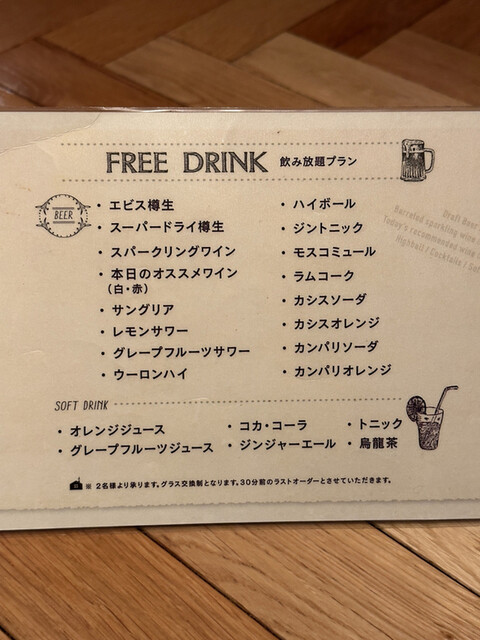 FREE DRINK 飲み放題プラン
BEER
・エビス樽生
・スーパードライ樽生
・スパークリングワイン
・本日のオススメワイン
（白・赤）
・サングリア
・レモンサワー
・グレープフルーツサワー
・ウーロンハイ
・ハイボール
・ジントニック
・モスコミュール
・ラムコーク
・カシスソーダ
・カシスオレンジ
・カンパリソーダ
・カンパリオレンジ
Draft Beer
Barreled sparkling wine
Today's recommended wine
Highball / Cocktails / Sof
SOFT DRINK
・オレンジジュース ・コカ・コーラ ・トニック
・グレープフルーツジュース ・ジンジャーエール ・烏龍茶
※ 2名様より承ります。グラス交換制となります。30分前のラストオーダーとさせていただきます。